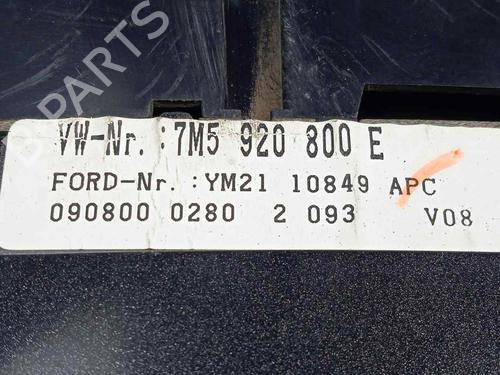 B PARTS
VW-Nr. :7M5 920 800 E
FORD-Nr. :YM21 10849 APC
090800 0280 2 093 V08